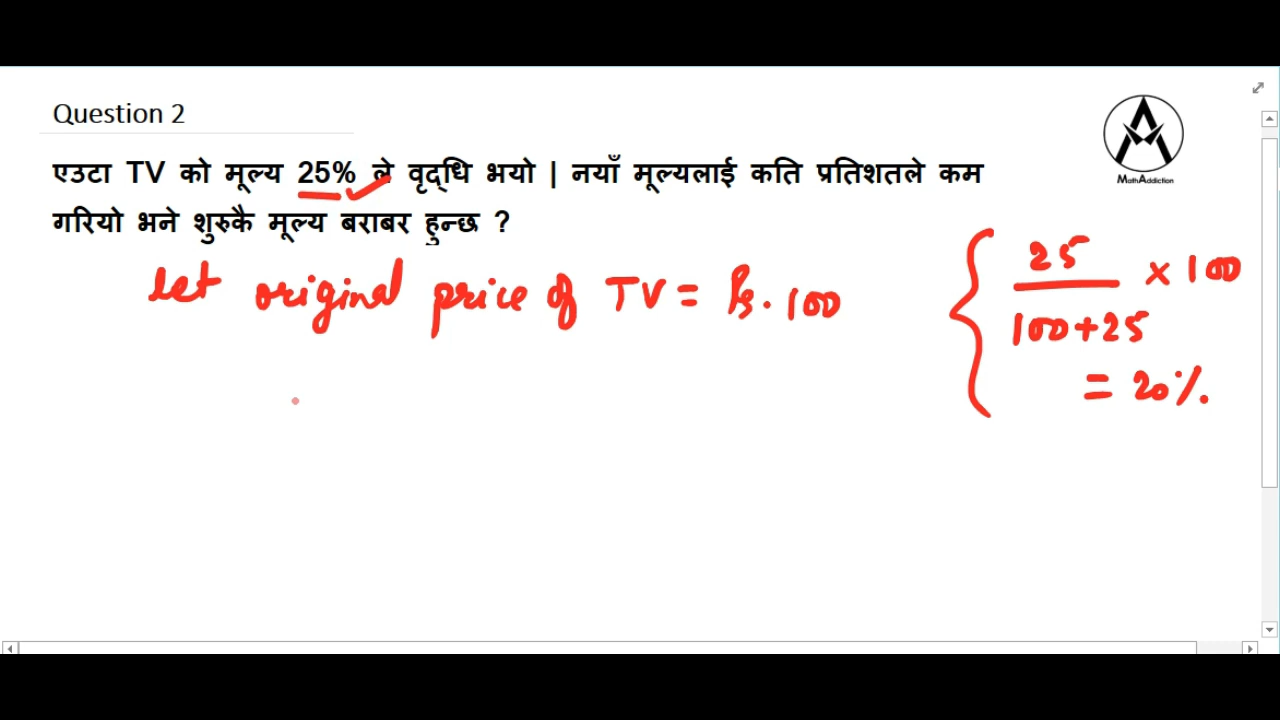 Question 2
एउटा TV को मूल्य 25% ले वृद्धि भयो | नयाँ मूल्यलाई कति प्रतिशतले कम
गरियो भने शुरुकै मूल्य बराबर हुन्छ ?
MathAddiction
let original price of TV = Rs. 100
25
100+25
× 100
= 20%